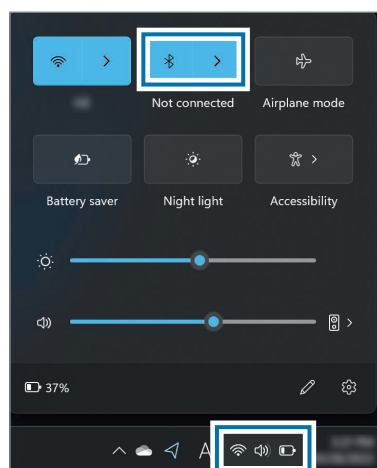 Not connected
Airplane mode
Battery saver
Night light
Accessibility
37%
A